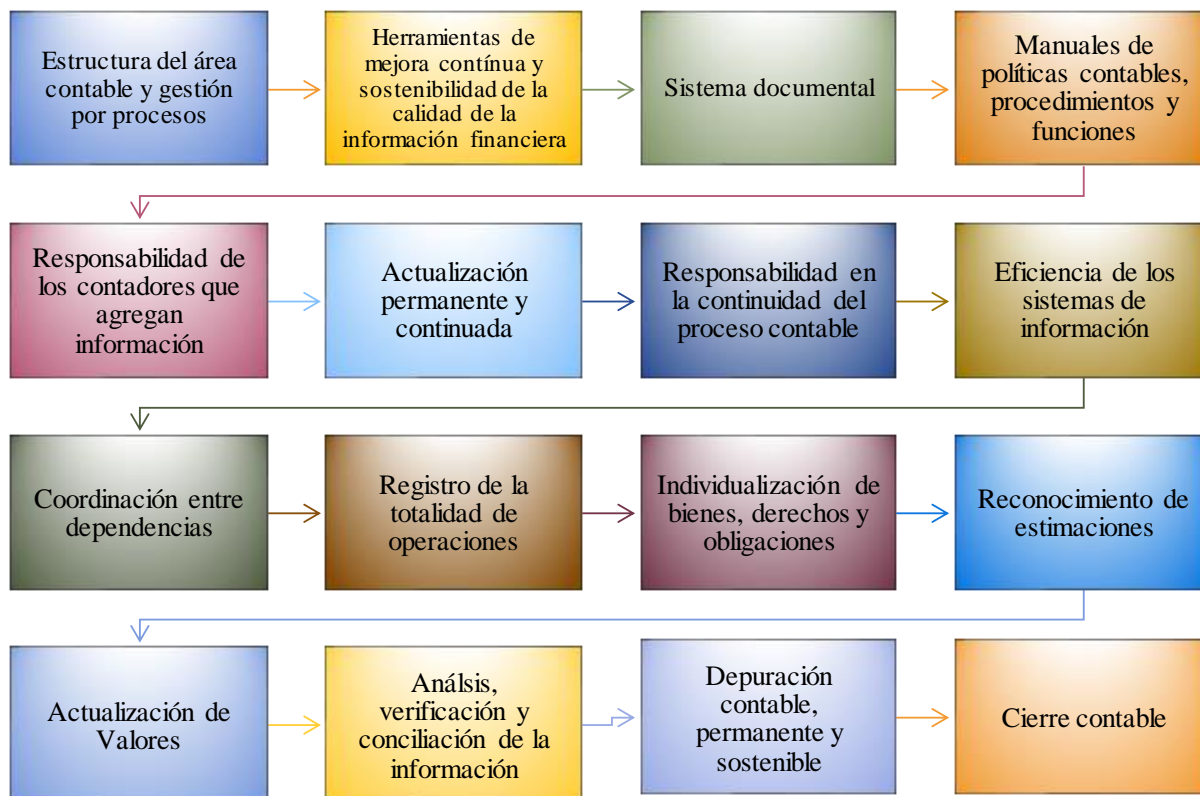 Estructura del área
contable y gestión
por procesos
Herramientas de
mejora contínua y
sostenibilidad de la
calidad de la
información financiera
Sistema documental
Manuales de
políticas contables,
procedimientos y
funciones
Responsabilidad de
los contadores que
agregan
información
Actualización
permanente y
continuada
Responsabilidad en
la continuidad del
proceso contable
Eficiencia de los
sistemas de
información
Coordinación entre
dependencias
Registro de la
totalidad de
operaciones
Individualización de
bienes, derechos y
obligaciones
Reconocimiento de
estimaciones
Actualización de
Valores
Análsis,
verificación y
conciliación de la
información
Depuración
contable,
permanente y
sostenible
Cierre contable